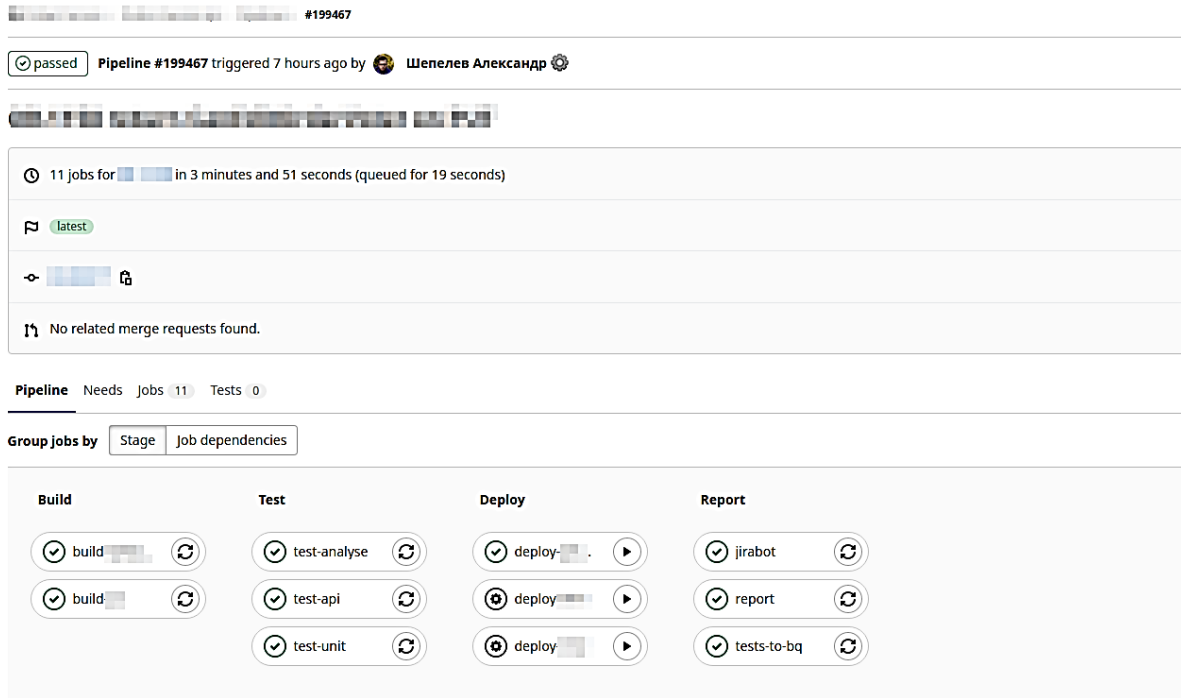 #199467
passed Pipeline #199467 triggered 7 hours ago by Шепелев Александр
11 jobs for in 3 minutes and 51 seconds (queued for 19 seconds)
latest
No related merge requests found.
Pipeline Needs Jobs 11 Tests 0
Group jobs by Stage Job dependencies
Build Test Deploy Report
build test-analyse deploy- . jirabot
build- test-api deploy report
test-unit deploy- tests-to-bq